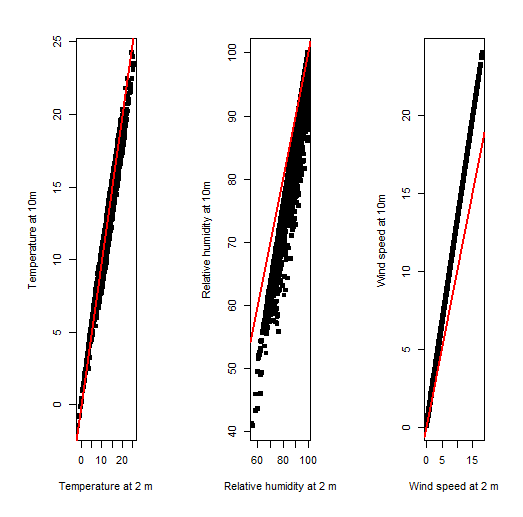 Temperature at 10m
25
20
15
10
5
0
0 10 20
Temperature at 2 m
Relative humidity at 10m
100
90
80
70
60
50
40
60 80 100
Relative humidity at 2 m
Wind speed at 10m
20
15
10
5
0
0 5 15
Wind speed at 2 m